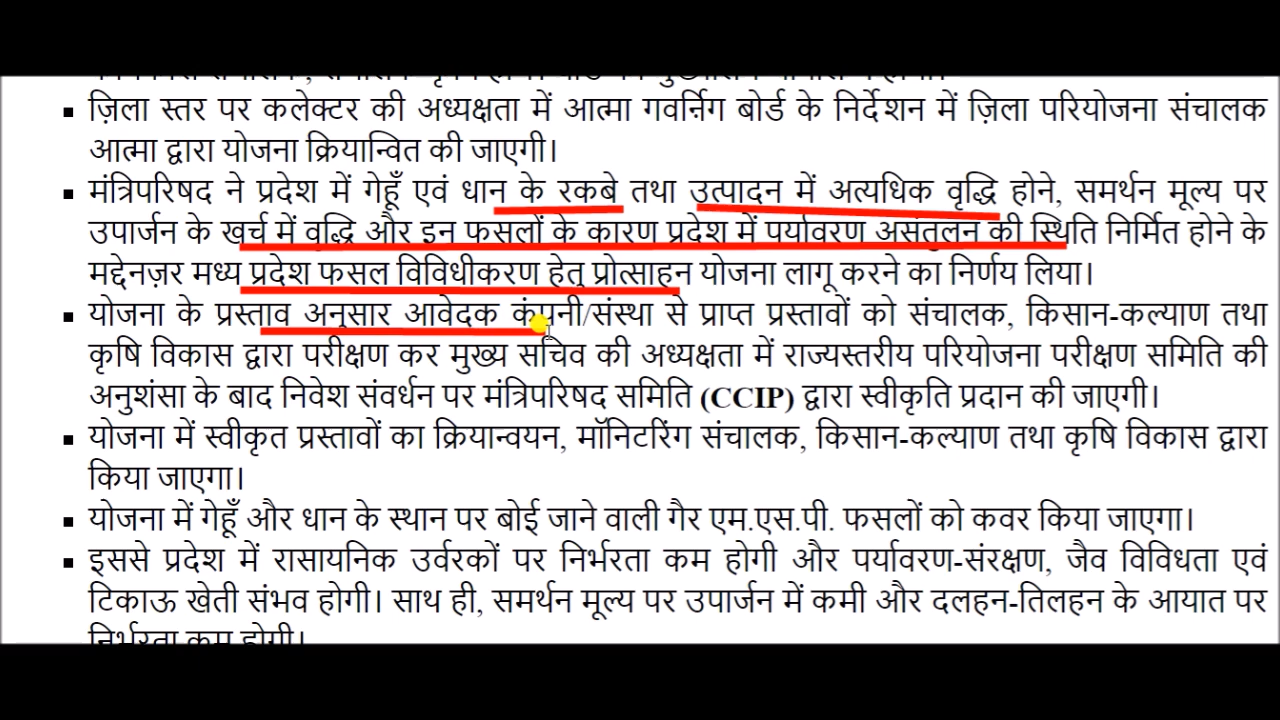 ज़िला स्तर पर कलेक्टर की अध्यक्षता में आत्मा गवर्निंग बोर्ड के निर्देशन में ज़िला परियोजना संचालक
आत्मा द्वारा योजना क्रियान्वित की जाएगी।
मंत्रिपरिषद ने प्रदेश में गेहूँ एवं धान के रकबे तथा उत्पादन में अत्यधिक वृद्धि होने, समर्थन मूल्य पर
उपार्जन के खर्च में वृद्धि और इन फसलों के कारण प्रदेश में पर्यावरण असंतुलन की स्थिति निर्मित होने के
मद्देनज़र मध्य प्रदेश फसल विविधीकरण हेतु प्रोत्साहन योजना लागू करने का निर्णय लिया।
योजना के प्रस्ताव अनुसार आवेदक कंपनी/संस्था से प्राप्त प्रस्तावों को संचालक, किसान-कल्याण तथा
कृषि विकास द्वारा परीक्षण कर मुख्य सचिव की अध्यक्षता में राज्यस्तरीय परियोजना परीक्षण समिति की
अनुशंसा के बाद निवेश संवर्धन पर मंत्रिपरिषद समिति (CCIP) द्वारा स्वीकृति प्रदान की जाएगी।
योजना में स्वीकृत प्रस्तावों का क्रियान्वयन, मॉनिटरिंग संचालक, किसान-कल्याण तथा कृषि विकास द्वारा
किया जाएगा।
योजना में गेहूँ और धान के स्थान पर बोई जाने वाली गैर एम.एस.पी. फसलों को कवर किया जाएगा।
इससे प्रदेश में रासायनिक उर्वरकों पर निर्भरता कम होगी और पर्यावरण-संरक्षण, जैव विविधता एवं
टिकाऊ खेती संभव होगी। साथ ही, समर्थन मूल्य पर उपार्जन में कमी और दलहन-तिलहन के आयात पर
निर्भरता कम होगी।